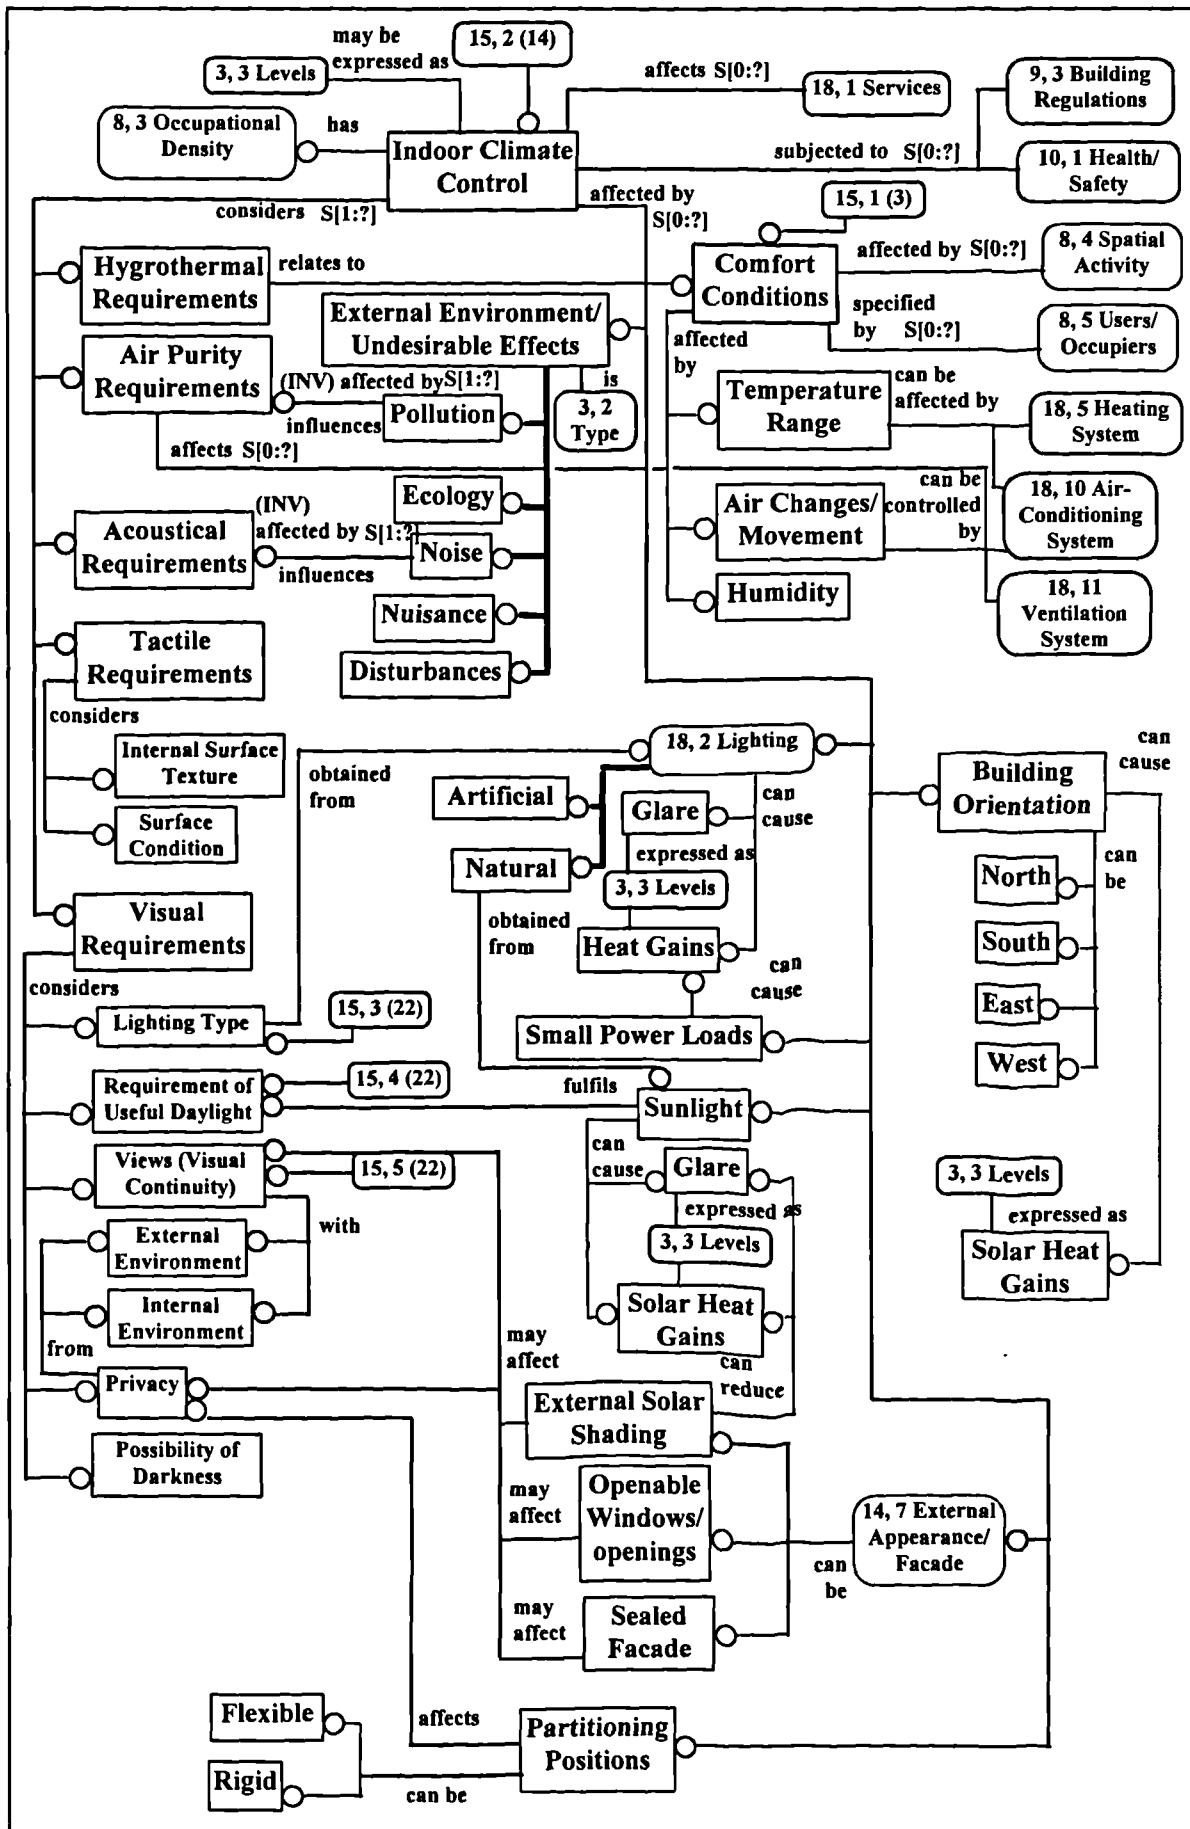 may be
expressed as
15, 2 (14)
3, 3 Levels
affects S[0:?]
18, 1 Services
9, 3 Building
Regulations
8, 3 Occupational
Density
has
Indoor Climate
Control
subjected to S[0:?]
10, 1 Health/
Safety
considers S[1:?]
affected by
S[0:?]
15, 1 (3)
Hygrothermal
Requirements
relates to
Comfort
Conditions
affected by S[0:?]
8, 4 Spatial
Activity
External Environment/
Undesirable Effects
specified
by S[0:?]
8, 5 Users/
Occupiers
affected
by
Air Purity
Requirements
(INV) affected by S[1:?]
influences
Pollution
is
3, 2
Type
Temperature
Range
can be
affected by
18, 5 Heating
System
affects S[0:?]
Ecology
(INV)
affected by S[1:?]
Acoustical
Requirements
influences
Noise
Air Changes/
Movement
can be
controlled
by
18, 10 Air-
Conditioning
System
Nuisance
Humidity
18, 11
Ventilation
System
Tactile
Requirements
Disturbances
considers
Internal Surface
Texture
Surface
Condition
obtained
from
18, 2 Lighting
Artificial
Glare
can
cause
Building
Orientation
can
cause
expressed as
Natural
3, 3 Levels
can
be
North
Visual
Requirements
obtained
from
Heat Gains
South
considers
can
cause
East
Lighting Type
15, 3 (22)
Small Power Loads
West
Requirement of
Useful Daylight
15, 4 (22)
fulfils
Sunlight
Views (Visual
Continuity)
15, 5 (22)
can
cause
Glare
3, 3 Levels
with
expressed as
expressed as
External
Environment
3, 3 Levels
Solar Heat
Gains
Internal
Environment
Solar Heat
Gains
from
may
affect
can
reduce
Privacy
External Solar
Shading
Possibility of
Darkness
may
affect
Openable
Windows/
openings
14, 7 External
Appearance/
Facade
can
be
may
affect
Sealed
Facade
Flexible
affects
Partitioning
Positions
Rigid
can be